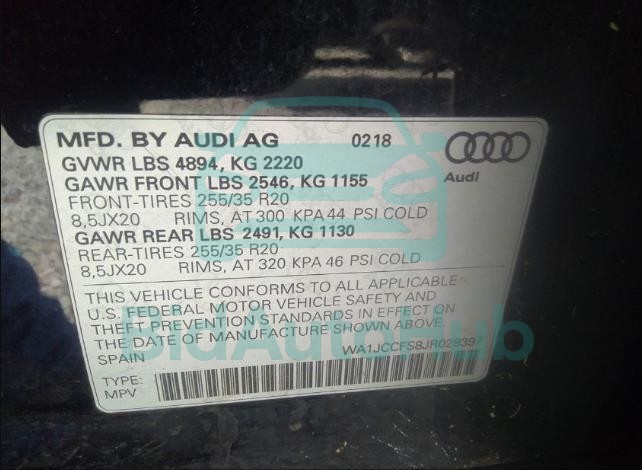 MFD. BY AUDI AG 0218
GVWR LBS 4894, KG 2220
GAWR FRONT LBS 2546, KG 1155
FRONT-TIRES 255/35 R20
8,5JX20 RIMS, AT 300 KPA 44 PSI COLD
GAWR REAR LBS 2491, KG 1130
REAR-TIRES 255/35 R20
8,5JX20 RIMS, AT 320 KPA 46 PSI COLD
Audi
THIS VEHICLE CONFORMS TO ALL APPLICABLE
U.S. FEDERAL MOTOR VEHICLE SAFETY AND
THEFT PREVENTION STANDARDS IN EFFECT ON
THE DATE OF MANUFACTURE SHOWN ABOVE.
SPAIN WA1JCCFS8JR028397
TYPE:
MPV
BidAutoHub